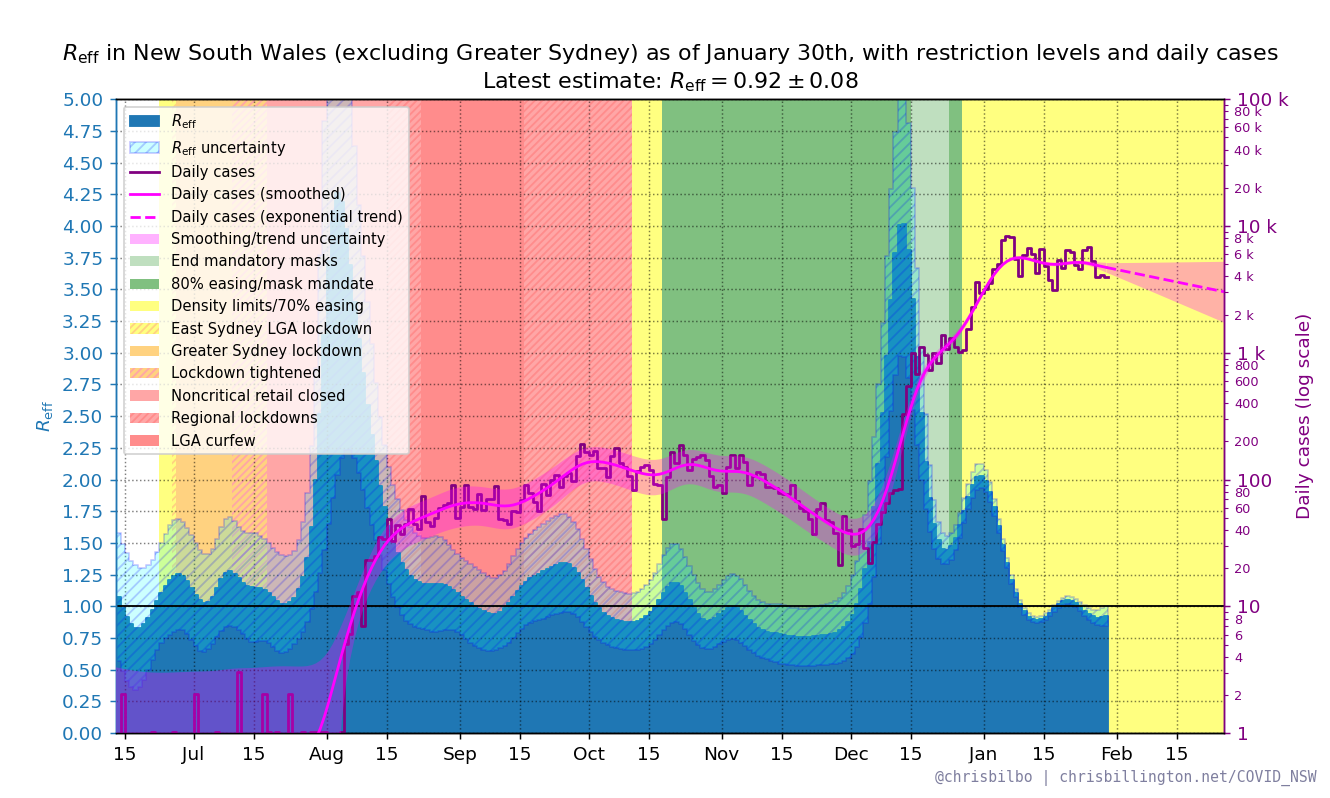 Reff in New South Wales (excluding Greater Sydney) as of January 30th, with restriction levels and daily cases
Latest estimate: Reff = 0.92 ± 0.08
5.00
4.75
4.50
4.25
4.00
3.75
3.50
3.25
3.00
2.75
2.50
2.25
2.00
1.75
1.50
1.25
1.00
0.75
0.50
0.25
0.00
Reff
Reff
Reff uncertainty
Daily cases
Daily cases (smoothed)
Daily cases (exponential trend)
Smoothing/trend uncertainty
End mandatory masks
80% easing/mask mandate
Density limits/70% easing
East Sydney LGA lockdown
Greater Sydney lockdown
Lockdown tightened
Noncritical retail closed
Regional lockdowns
LGA curfew
100 k
80 k
60 k
40 k
20 k
10 k
8 k
6 k
4 k
2 k
1 k
800
600
400
200
100
80
60
40
20
10
8
6
4
2
1
Daily cases (log scale)
15 Jul 15 Aug 15 Sep 15 Oct 15 Nov 15 Dec 15 Jan 15 Feb 15
@chrisbilbo | chrisbillington.net/COVID_NSW